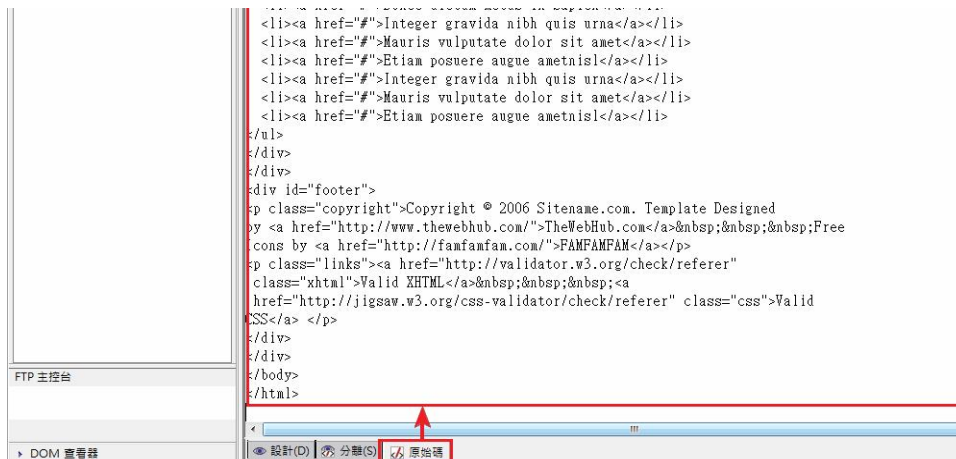 <li><a href="#">Integer gravida nibh quis urna</a></li>
<li><a href="#">Mauris vulputate dolor sit amet</a></li>
<li><a href="#">Etiam posuere augue ametnisl</a></li>
<li><a href="#">Integer gravida nibh quis urna</a></li>
<li><a href="#">Mauris vulputate dolor sit amet</a></li>
<li><a href="#">Etiam posuere augue ametnisl</a></li>
</ul>
</div>
</div>
<div id="footer">
<p class="copyright">Copyright © 2006 Sitename.com. Template Designed
by <a href="http://www.thewebhub.com/">TheWebHub.com</a>&nbsp;&nbsp;&nbsp;Free
Icons by <a href="http://famfamfam.com/">FAMFAMFAM</a></p>
<p class="links"><a href="http://validator.w3.org/check/referer"
class="xhtml">Valid XHTML</a>&nbsp;&nbsp;&nbsp;<a
href="http://jigsaw.w3.org/css-validator/check/referer" class="css">Valid
CSS</a> </p>
</div>
</div>
</body>
</html>
FTP 主控台
DOM 查看器
設計(D) 分離(S) 原始碼